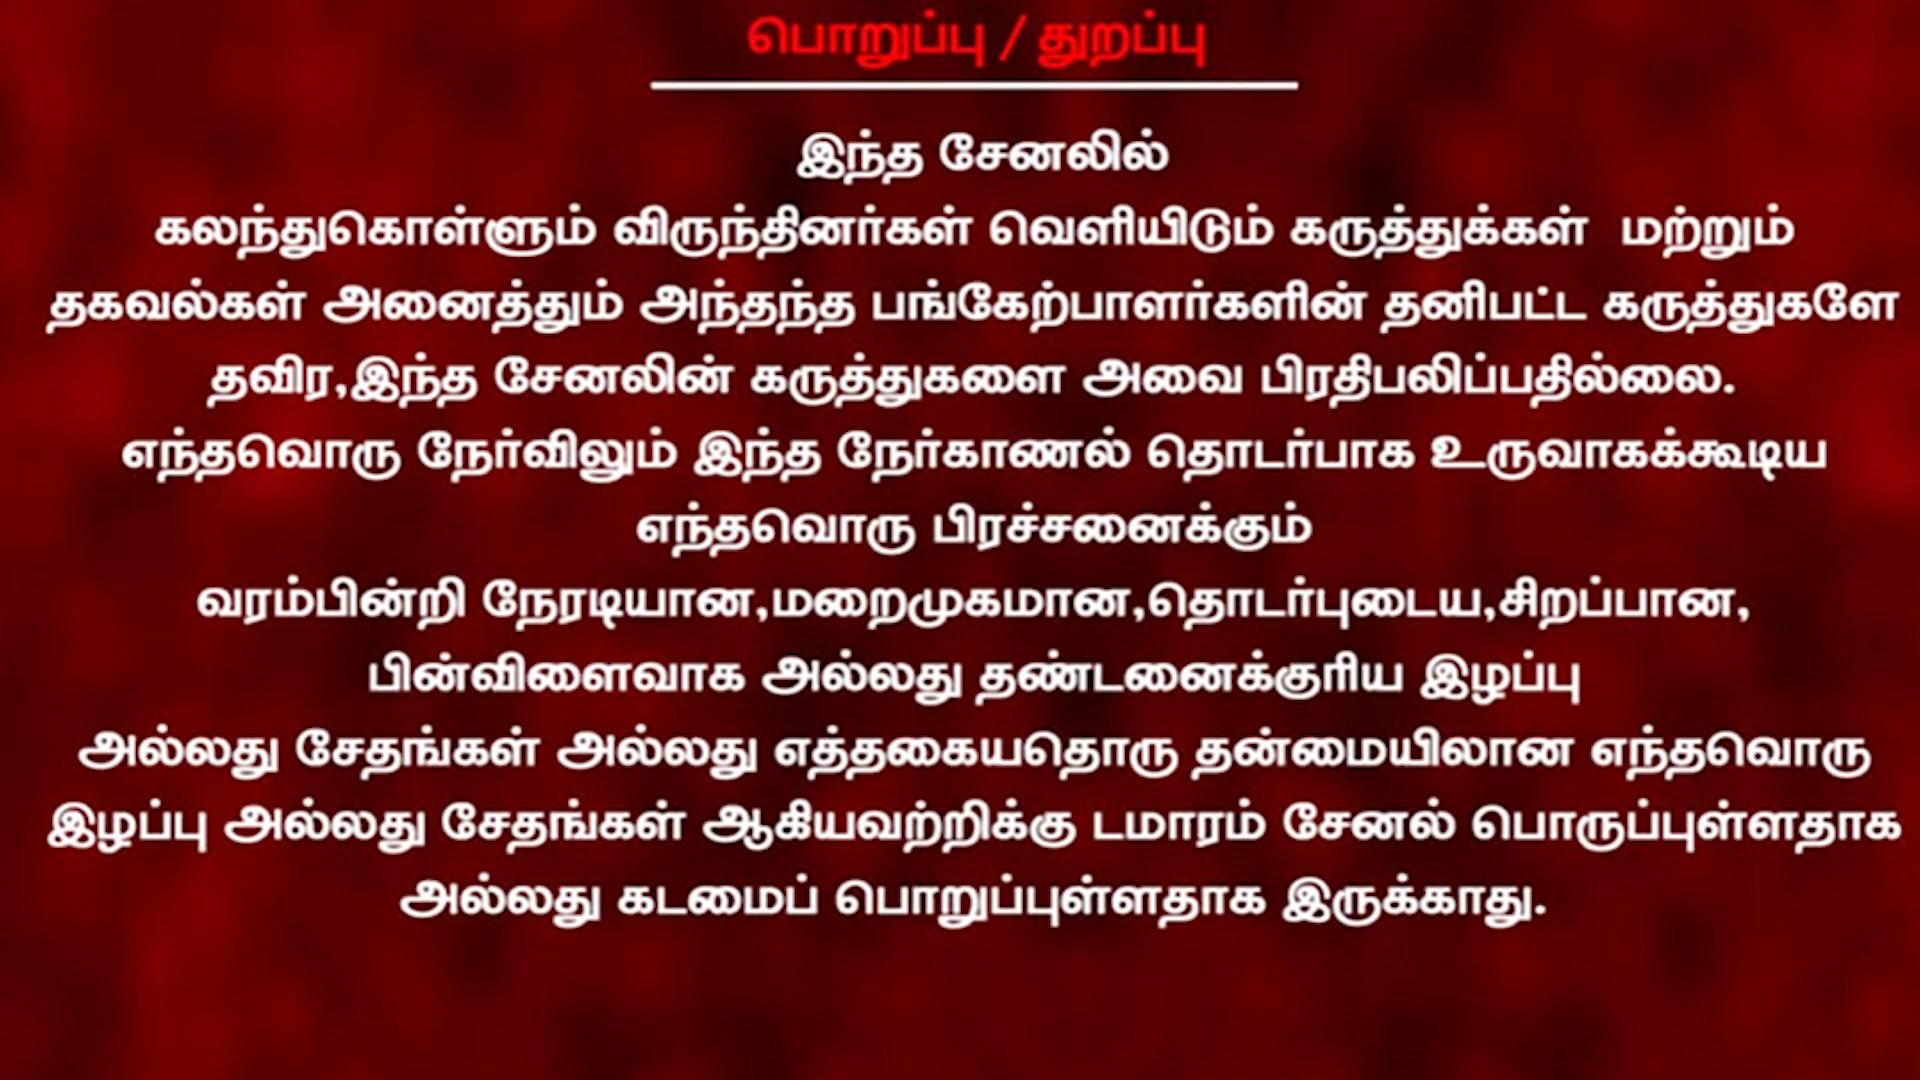 பொறுப்பு / துறப்பு
இந்த சேனலில்
கலந்துகொள்ளும் விருந்தினர்கள் வெளியிடும் கருத்துக்கள் மற்றும்
தகவல்கள் அனைத்தும் அந்தந்த பங்கேற்பாளர்களின் தனிபட்ட கருத்துகளே
தவிர,இந்த சேனலின் கருத்துகளை அவை பிரதிபலிப்பதில்லை.
எந்தவொரு நேர்விலும் இந்த நேர்காணல் தொடர்பாக உருவாகக்கூடிய
எந்தவொரு பிரச்சனைக்கும்
வரம்பின்றி நேரடியான,மறைமுகமான,தொடர்புடைய,சிறப்பான,
பின்விளைவாக அல்லது தண்டனைக்குரிய இழப்பு
அல்லது சேதங்கள் அல்லது எத்தகையதொரு தன்மையிலான எந்தவொரு
இழப்பு அல்லது சேதங்கள் ஆகியவற்றிக்கு டமாரம் சேனல் பொருப்புள்ளதாக
அல்லது கடமைப் பொறுப்புள்ளதாக இருக்காது.